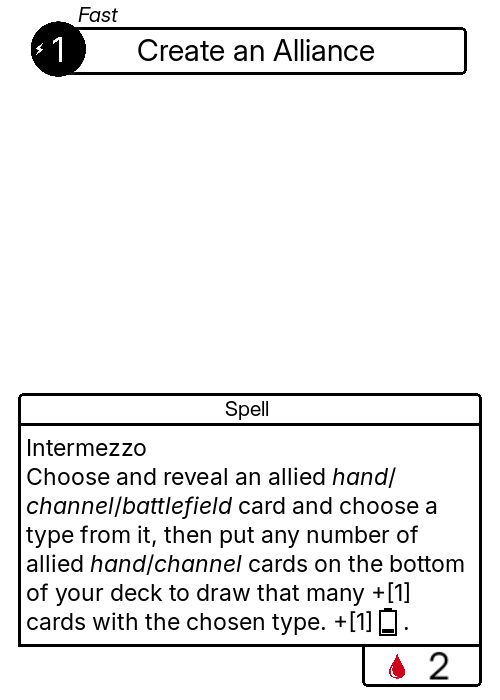 Fast
1
Create an Alliance
Spell
Intermezzo
Choose and reveal an allied hand/
channel/battlefield card and choose a
type from it, then put any number of
allied hand/channel cards on the bottom
of your deck to draw that many +[1]
cards with the chosen type. +[1] .
2